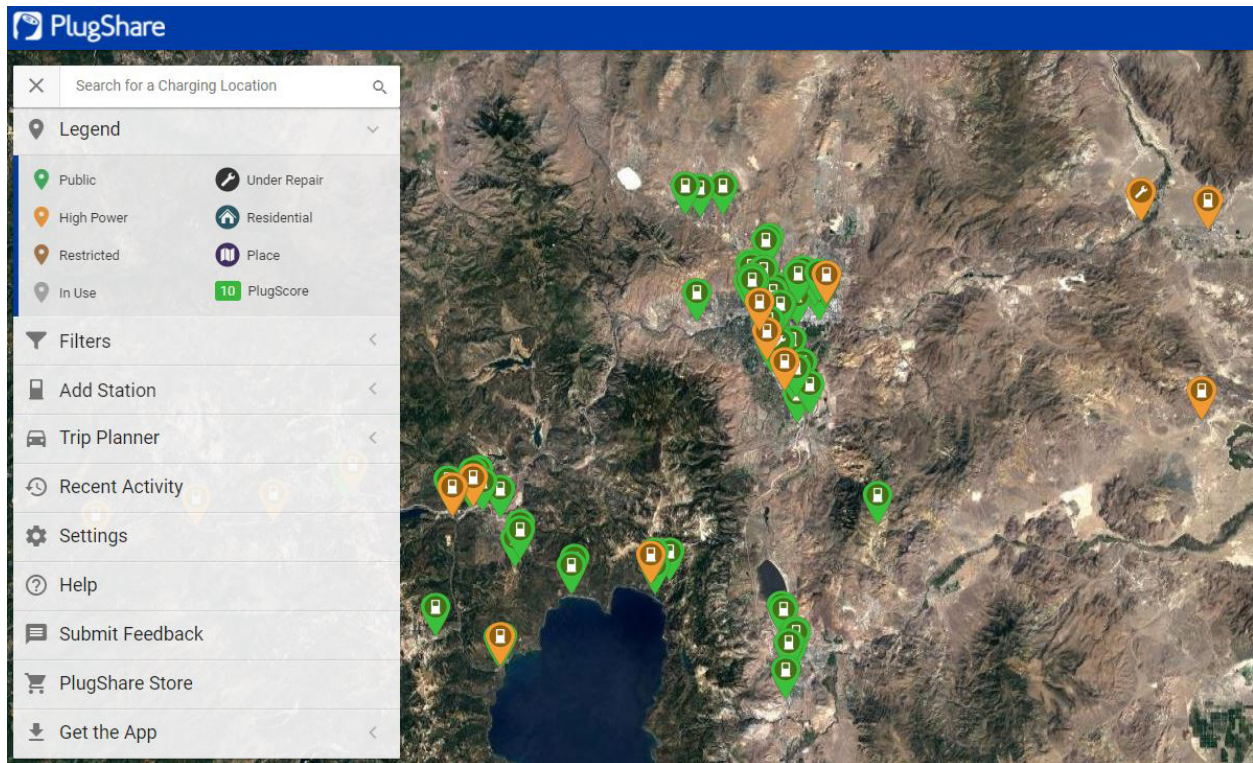 PlugShare
Search for a Charging Location
Legend
Public
Under Repair
High Power
Residential
Restricted
Place
In Use
10 PlugScore
Filters
Add Station
Trip Planner
Recent Activity
Settings
Help
Submit Feedback
PlugShare Store
Get the App